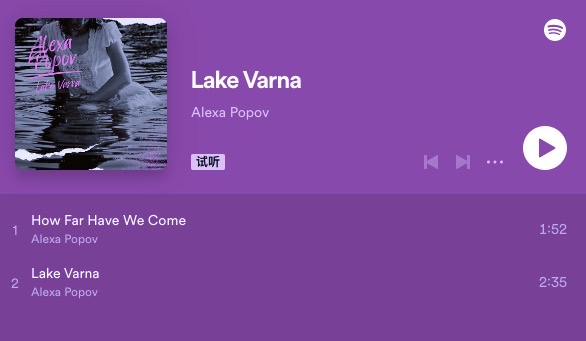 Alexa
Popov
Lake Varna
Lake Varna
Alexa Popov
试听
1
How Far Have We Come
Alexa Popov
1:52
2
Lake Varna
Alexa Popov
2:35